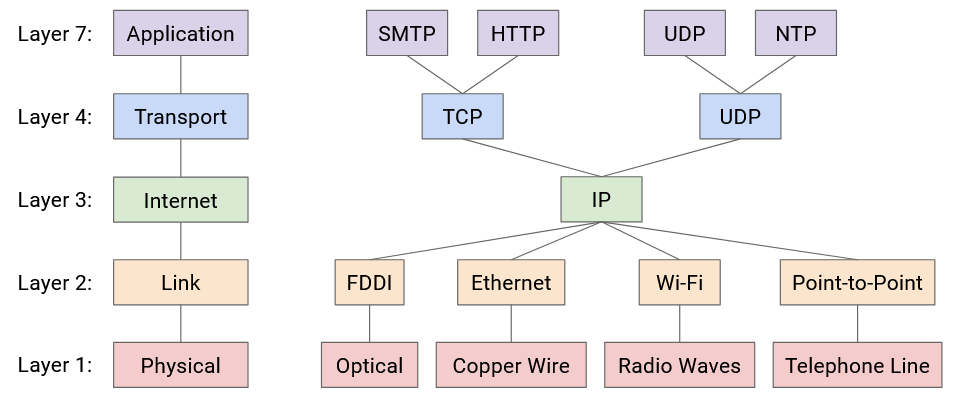 Layer 7: Application SMTP HTTP UDP NTP
Layer 4: Transport TCP UDP
Layer 3: Internet IP
Layer 2: Link FDDI Ethernet Wi-Fi Point-to-Point
Layer 1: Physical Optical Copper Wire Radio Waves Telephone Line